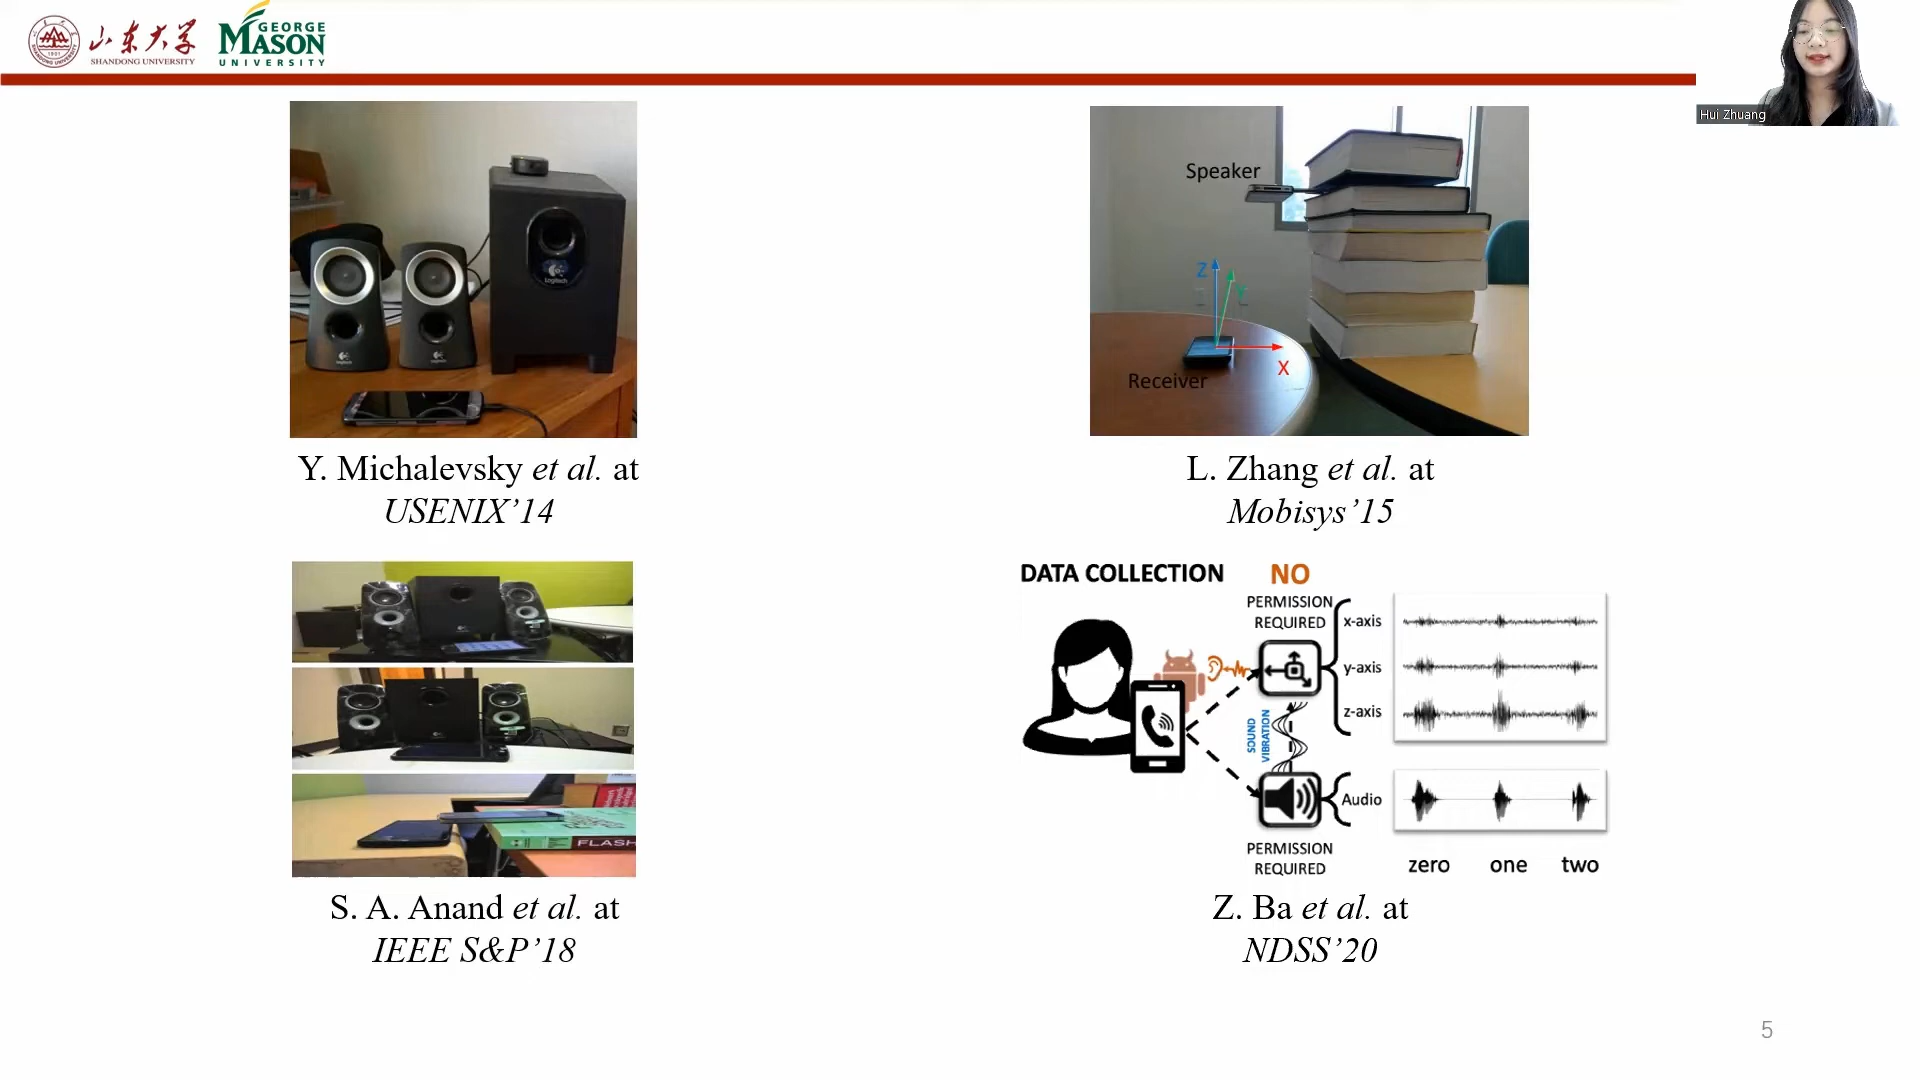 山东大学
SHANDONG UNIVERSITY
GEORGE
MASON
UNIVERSITY
Hui Zhuang
Logitech
Speaker
Z
Y
X
Receiver
Y. Michalevsky et al. at
USENIX’14
L. Zhang et al. at
Mobisys’15
FLASH
S. A. Anand et al. at
IEEE S&P’18
DATA COLLECTION
NO
PERMISSION
REQUIRED
x-axis
y-axis
z-axis
SOUND
VIBRATION
Audio
PERMISSION
REQUIRED
zero one two
Z. Ba et al. at
NDSS’20
5